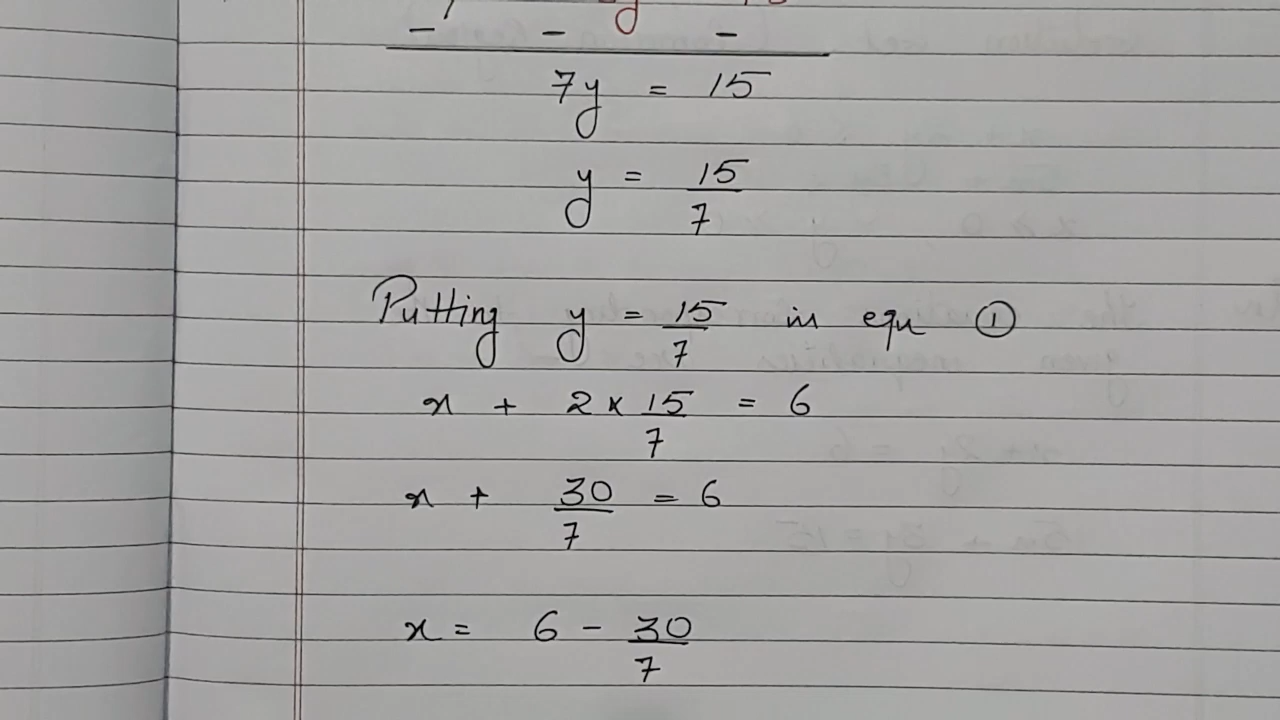 - - -
7y = 15
y = 15/7
Putting y = 15/7 in equ ①
x + 2 × 15/7 = 6
x + 30/7 = 6
x = 6 - 30/7